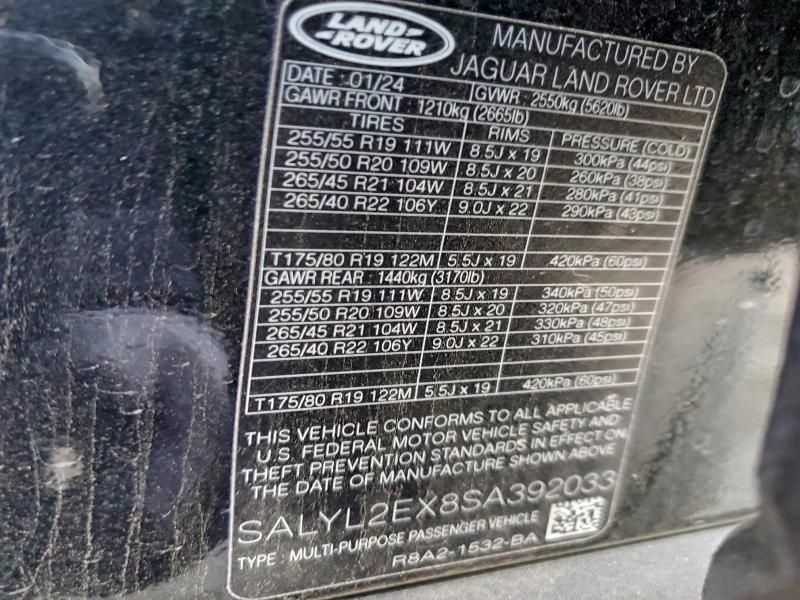 LAND
ROVER
MANUFACTURED BY
JAGUAR LAND ROVER LTD
DATE : 01/24 GVWR : 2550kg (5620lb)
GAWR FRONT : 1210kg (2665lb)
TIRES RIMS PRESSURE (COLD)
255/55 R19 111W 8.5J x 19 300kPa (44psi)
255/50 R20 109W 8.5J x 20 260kPa (38psi)
265/45 R21 104W 8.5J x 21 280kPa (41psi)
265/40 R22 106Y 9.0J x 22 290kPa (43psi)
T175/80 R19 122M 5.5J x 19 420kPa (60psi)
GAWR REAR : 1440kg (3170lb)
255/55 R19 111W 8.5J x 19 340kPa (50psi)
255/50 R20 109W 8.5J x 20 320kPa (47psi)
265/45 R21 104W 8.5J x 21 330kPa (48psi)
265/40 R22 106Y 9.0J x 22 310kPa (45psi)
T175/80 R19 122M 5.5J x 19 420kPa (60psi)
THIS VEHICLE CONFORMS TO ALL APPLICABLE
U.S. FEDERAL MOTOR VEHICLE SAFETY AND
THEFT PREVENTION STANDARDS IN EFFECT ON
THE DATE OF MANUFACTURE SHOWN ABOVE
SALYL2EX8SA392033
TYPE : MULTI-PURPOSE PASSENGER VEHICLE
R8A2-1532-BA